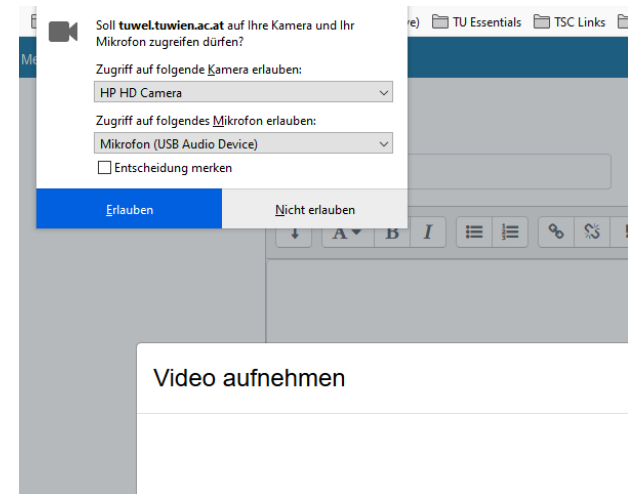 Soll tuwel.tuwien.ac.at auf Ihre Kamera und Ihr
Mikrofon zugreifen dürfen?
Zugriff auf folgende Kamera erlauben:
HP HD Camera
Zugriff auf folgendes Mikrofon erlauben:
Mikrofon (USB Audio Device)
Entscheidung merken
Erlauben Nicht erlauben
TU Essentials TSC Links
A B I
Video aufnehmen